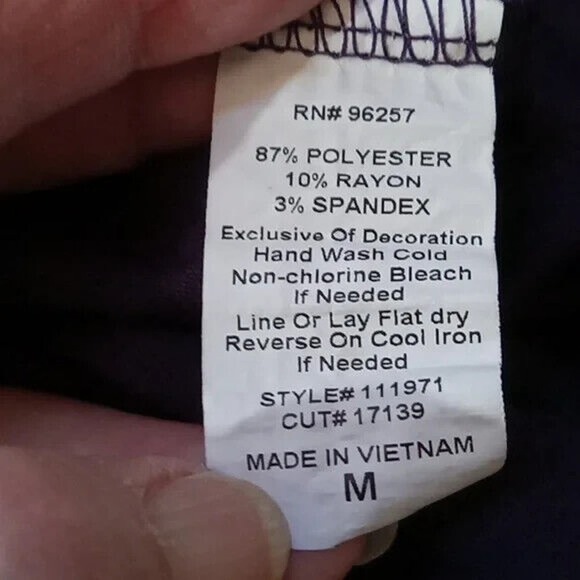 RN# 96257
87% POLYESTER
10% RAYON
3% SPANDEX
Exclusive Of Decoration
Hand Wash Cold
Non-chlorine Bleach
If Needed
Line Or Lay Flat dry
Reverse On Cool Iron
If Needed
STYLE# 111971
CUT# 17139
MADE IN VIETNAM
M